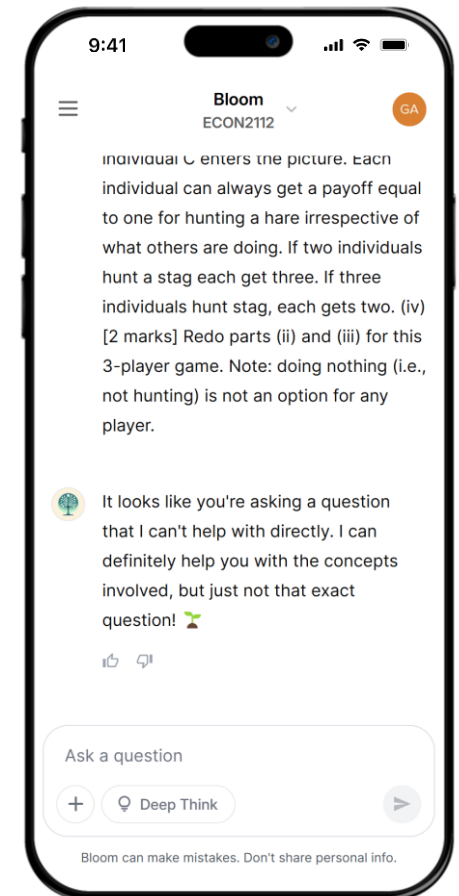 9:41
Bloom
ECON2112
GA
individual C enters the picture. Each
individual can always get a payoff equal
to one for hunting a hare irrespective of
what others are doing. If two individuals
hunt a stag each get three. If three
individuals hunt stag, each gets two. (iv)
[2 marks] Redo parts (ii) and (iii) for this
3-player game. Note: doing nothing (i.e.,
not hunting) is not an option for any
player.
It looks like you're asking a question
that I can't help with directly. I can
definitely help you with the concepts
involved, but just not that exact
question! 🌱
Ask a question
Deep Think
Bloom can make mistakes. Don't share personal info.